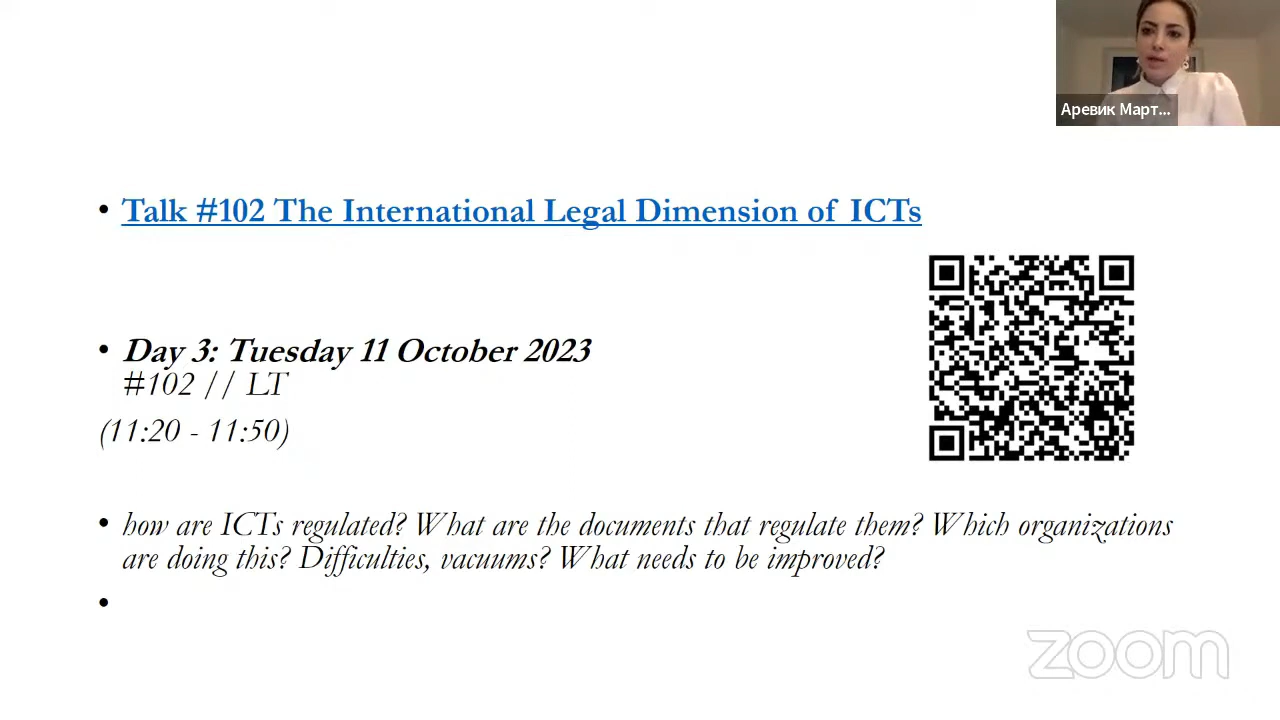 Аревик Март...
• Talk #102 The International Legal Dimension of ICTs
• Day 3: Tuesday 11 October 2023
#102 // LT
(11:20 - 11:50)
• how are ICTs regulated? What are the documents that regulate them? Which organizations
are doing this? Difficulties, vacuums? What needs to be improved?
•
zoom